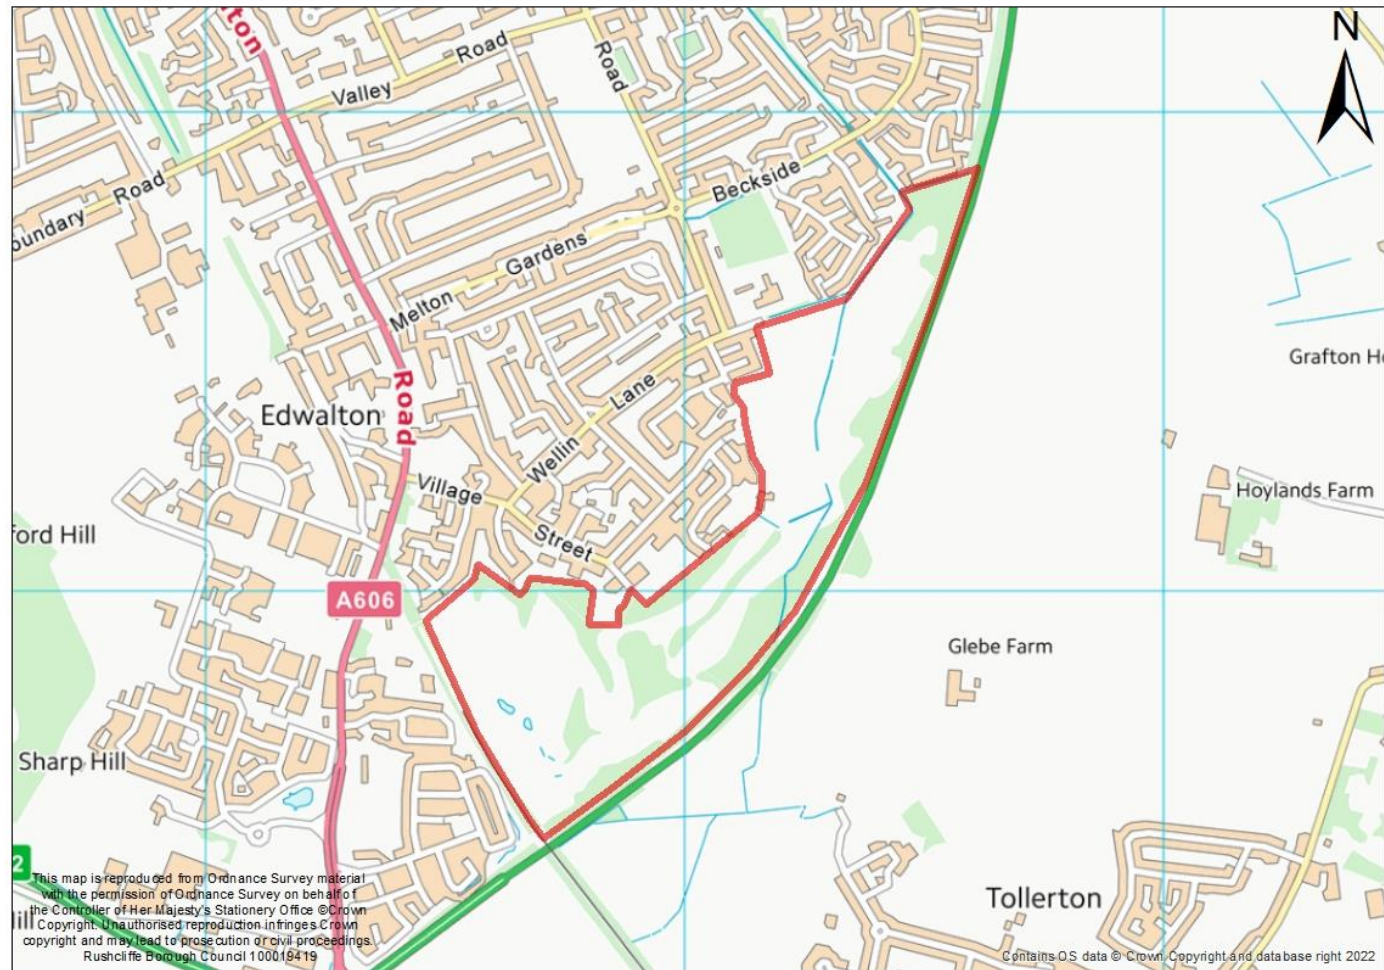 N
lton
Road
Valley
Road
Road
oundary
Beckside
Gardens
Melton
Grafton H
Lane
Road
Edwalton
Wellin
Village
Hoylands Farm
ford Hill
Street
A606
Glebe Farm
Sharp Hill
2
ill
Tollerton
This map is reproduced from Ordnance Survey material
with the permission of Ordnance Survey on behalf of
the Controller of Her Majesty's Stationery Office © Crown
Copyright. Unauthorised reproduction infringes Crown
copyright and may lead to prosecution or civil proceedings.
Rushcliffe Borough Council 100019419
Contains OS data © Crown Copyright and database right 2022